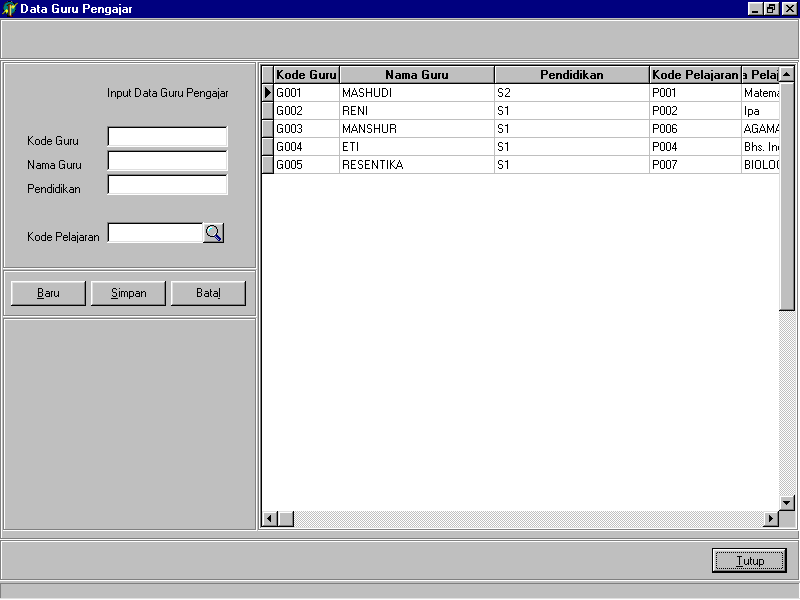 Data Guru Pengajar
Input Data Guru Pengajar
Kode Guru
Nama Guru
Pendidikan
Kode Pelajaran
Baru Simpan Batal
Kode Guru Nama Guru Pendidikan Kode Pelajaran a Pelaj
G001 MASHUDI S2 P001 Matema
G002 RENI S1 P002 Ipa
G003 MANSHUR S1 P006 AGAMA
G004 ETI S1 P004 Bhs. In
G005 RESENTIKA S1 P007 BIOLO
Tutup